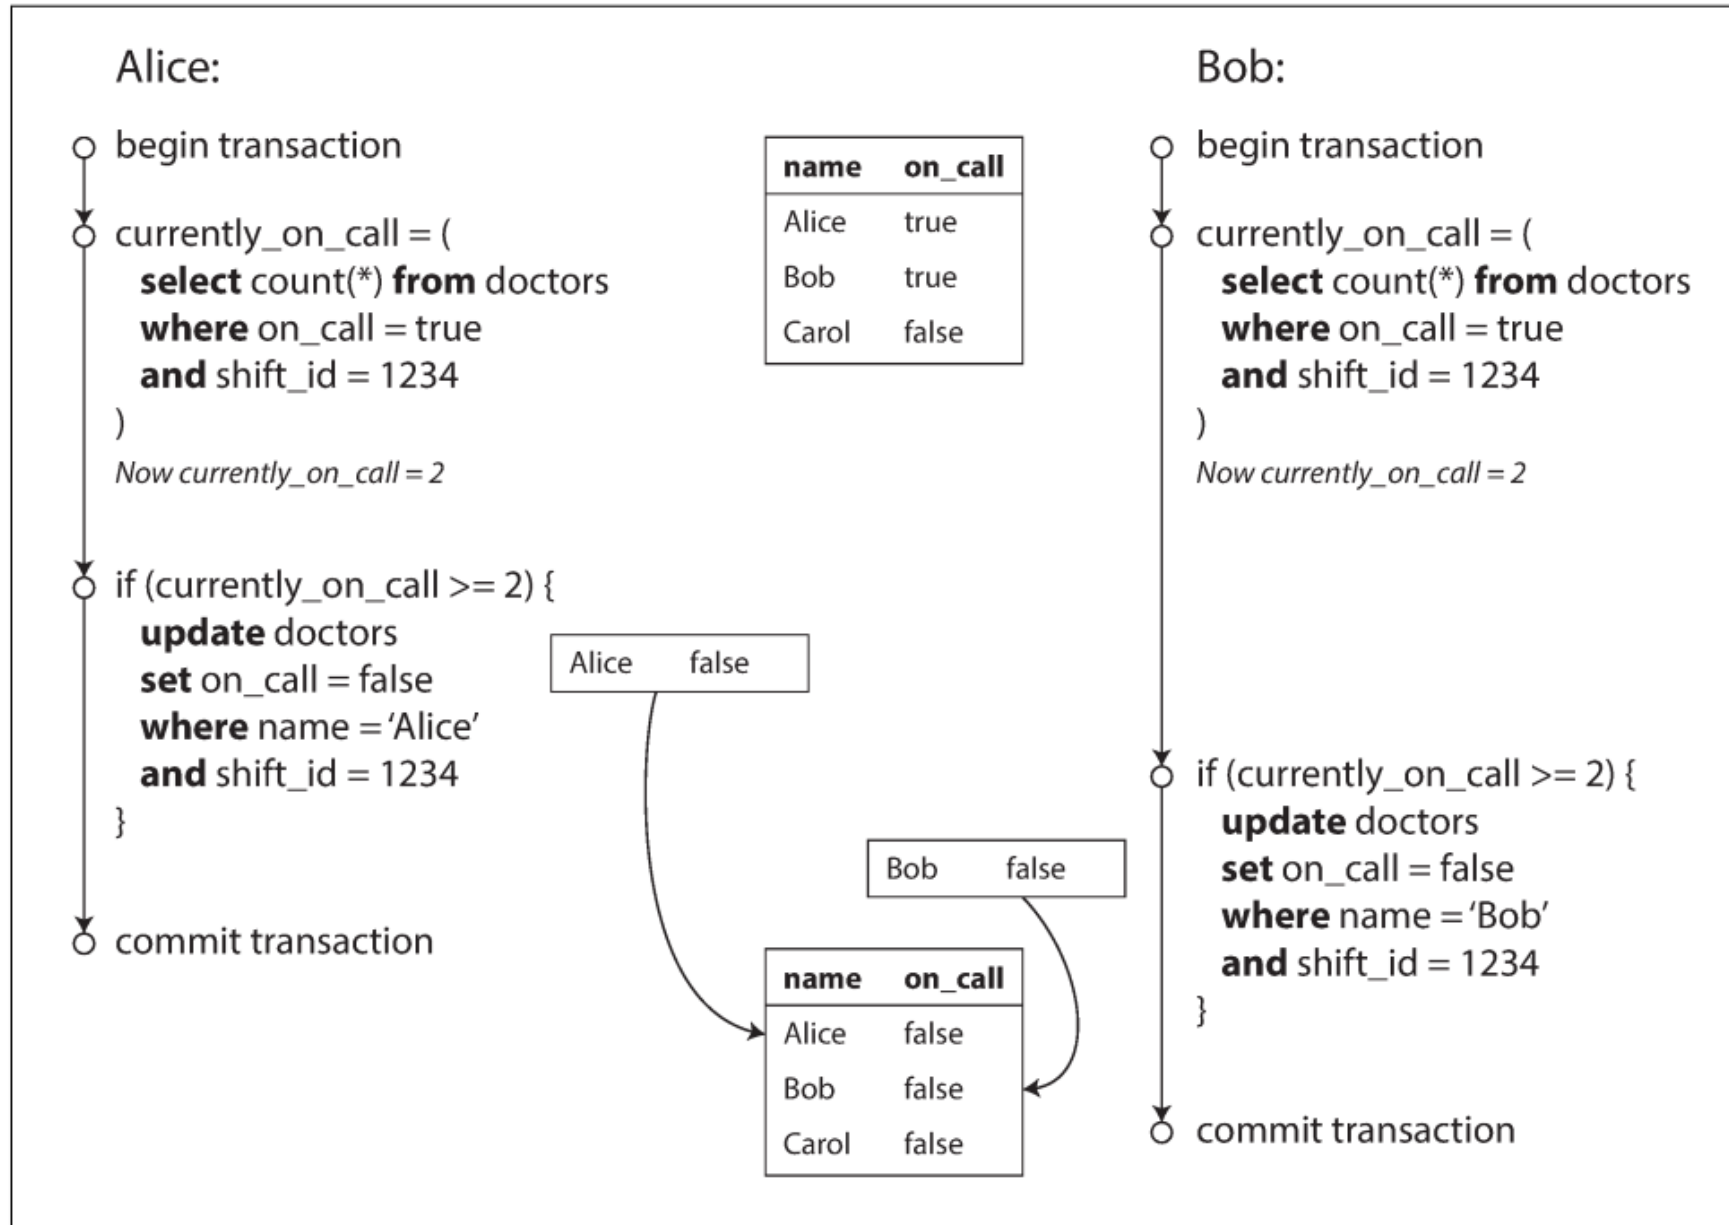 Alice:
begin transaction
currently_on_call = (
select count(*) from doctors
where on_call = true
and shift_id = 1234
)
Now currently_on_call = 2
if (currently_on_call >= 2) {
update doctors
set on_call = false
where name = ‘Alice’
and shift_id = 1234
}
commit transaction
name on_call
Alice true
Bob true
Carol false
Alice false
Bob false
name on_call
Alice false
Bob false
Carol false
Bob:
begin transaction
currently_on_call = (
select count(*) from doctors
where on_call = true
and shift_id = 1234
)
Now currently_on_call = 2
if (currently_on_call >= 2) {
update doctors
set on_call = false
where name = ‘Bob’
and shift_id = 1234
}
commit transaction